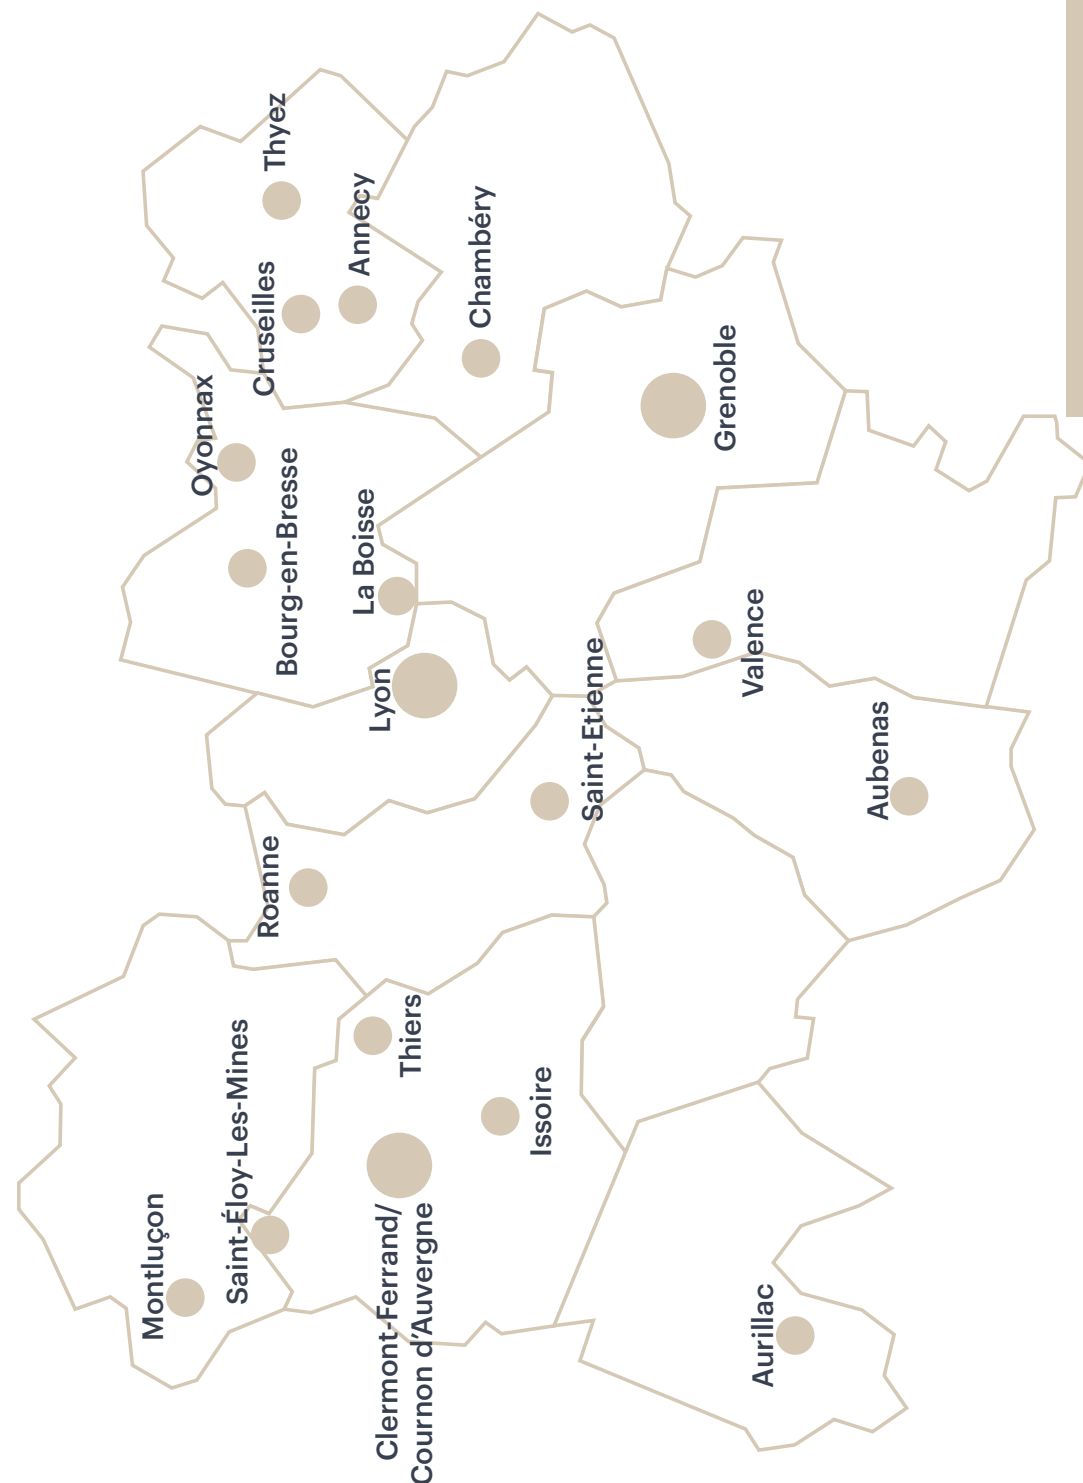 Montluçon
Saint-Éloy-Les-Mines
Roanne
Bourg-en-Bresse
Oyonnax
Cruseilles
Thyez
Annecy
La Boisse
Lyon
Thiers
Clermont-Ferrand/
Cournon d'Auvergne
Chambéry
Issoire
Saint-Etienne
Grenoble
Valence
Aurillac
Aubenas